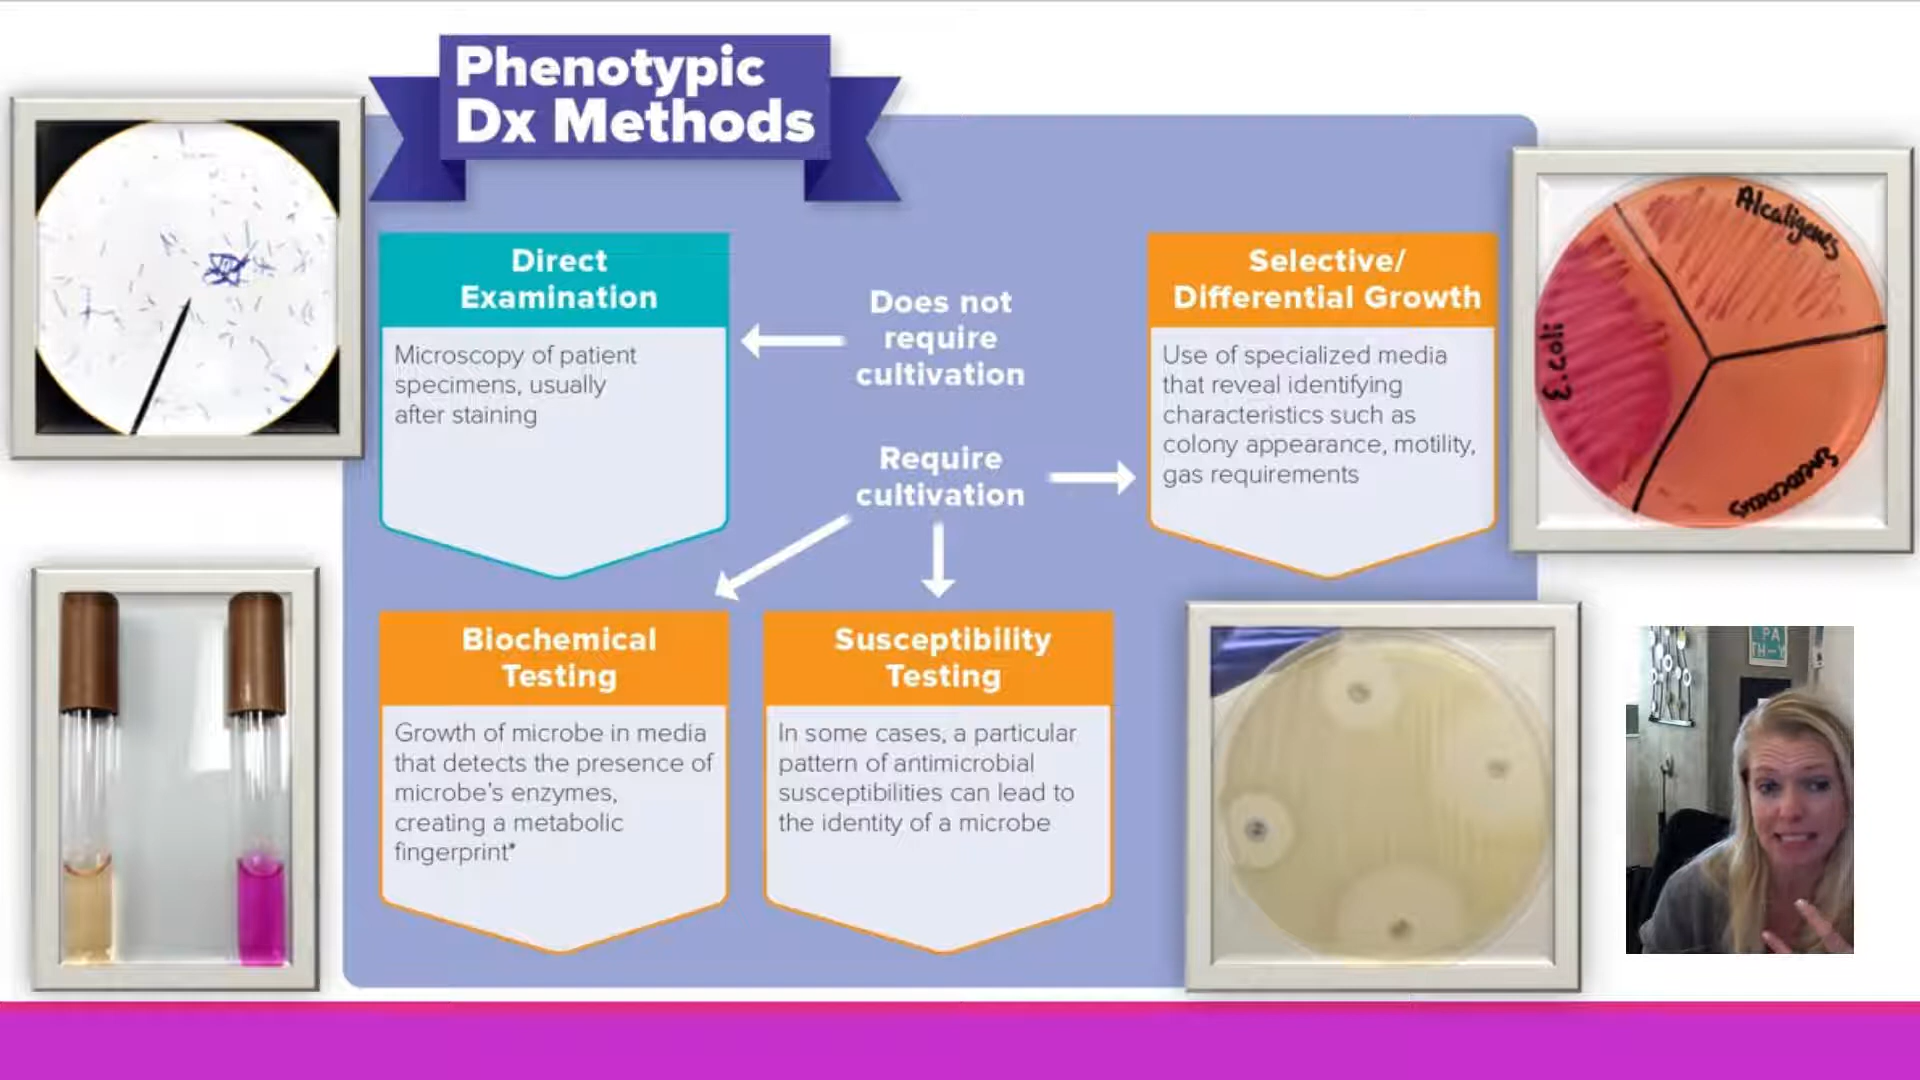 Phenotypic
Dx Methods
Direct
Examination
Microscopy of patient
specimens, usually
after staining
Does not
require
cultivation
Require
cultivation
Selective/
Differential Growth
Use of specialized media
that reveal identifying
characteristics such as
colony appearance, motility,
gas requirements
Biochemical
Testing
Growth of microbe in media
that detects the presence of
microbe's enzymes,
creating a metabolic
fingerprint*
Susceptibility
Testing
In some cases, a particular
pattern of antimicrobial
susceptibilities can lead to
the identity of a microbe
Alcaligenes
E.coli
PA
TH-Y